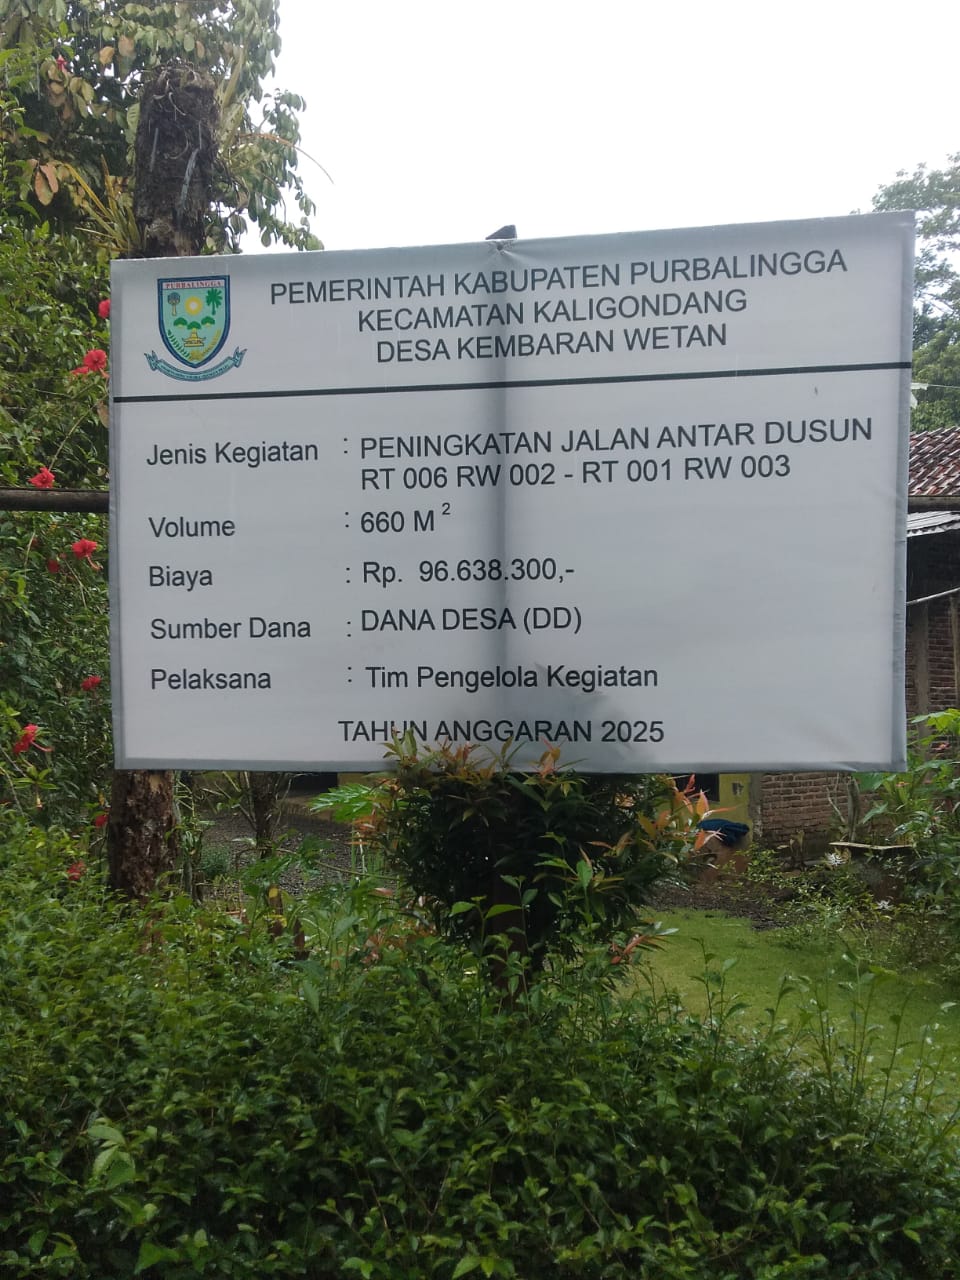 PURBALINGGA
PEMERINTAH KABUPATEN PURBALINGGA
KECAMATAN KALIGONDANG
DESA KEMBARAN WETAN
Jenis Kegiatan : PENINGKATAN JALAN ANTAR DUSUN
RT 006 RW 002 - RT 001 RW 003
Volume : 660 M²
Biaya : Rp. 96.638.300,-
Sumber Dana : DANA DESA (DD)
Pelaksana : Tim Pengelola Kegiatan
TAHUN ANGGARAN 2025